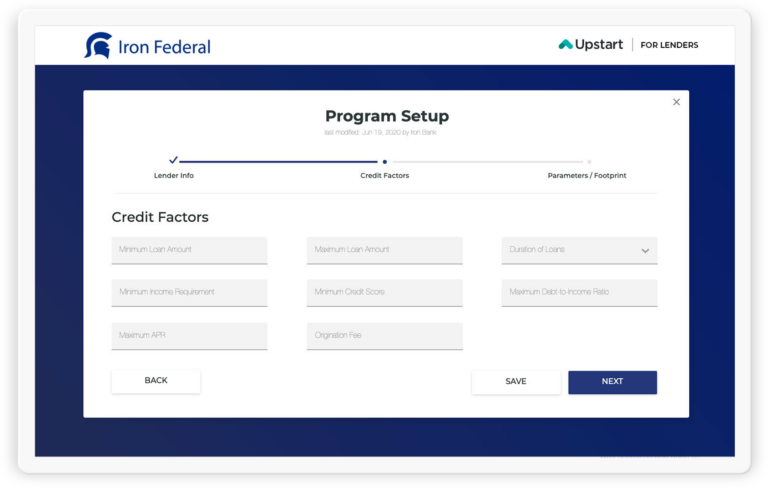 Iron Federal
Upstart | FOR LENDERS
×
Program Setup
last modified: Jun 19, 2020 by Iron Bank
Lender Info
Credit Factors
Parameters / Footprint
Credit Factors
Minimum Loan Amount
Maximum Loan Amount
Duration of Loans
Minimum Income Requirement
Minimum Credit Score
Maximum Debt-to-Income Ratio
Maximum APR
Origination Fee
BACK
SAVE
NEXT